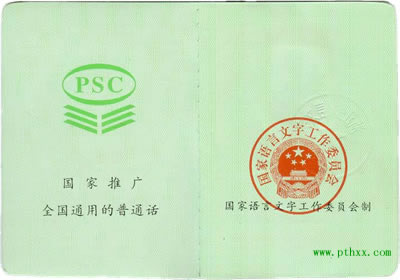 PSC
国家推广
全国通用的普通话
国家语言文字工作委员会
国家语言文字工作委员会制
www.pthxx.com